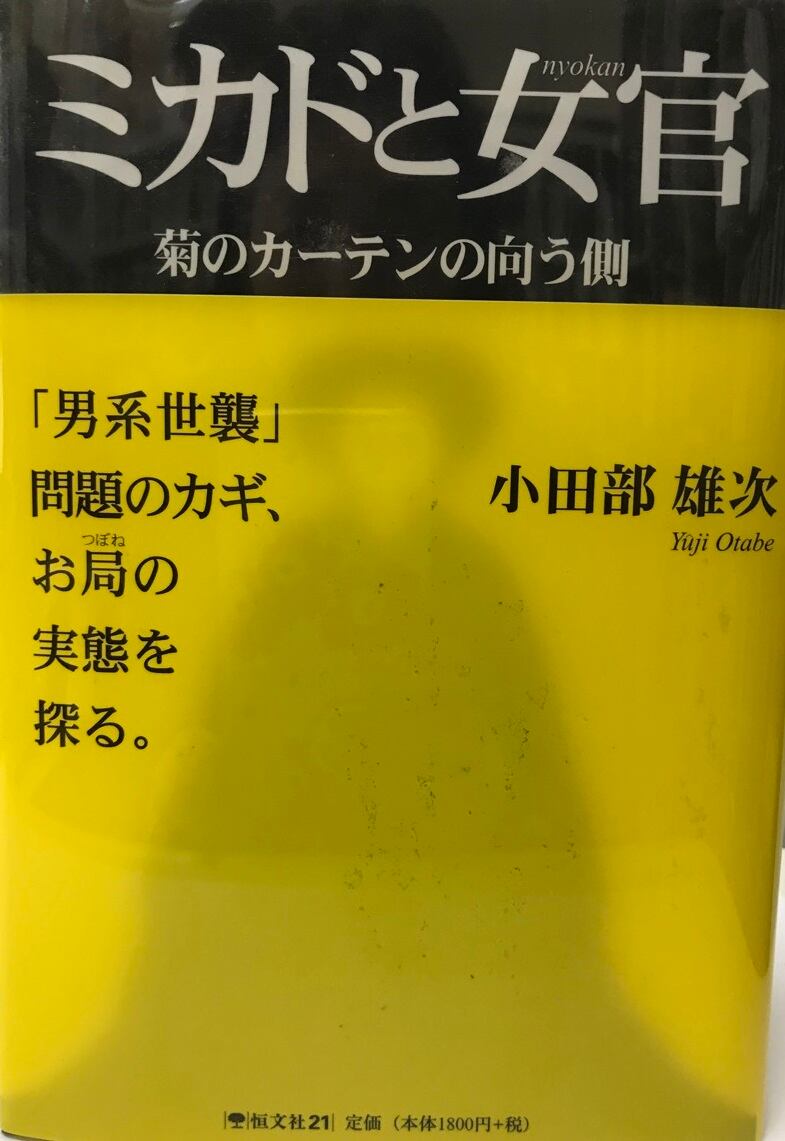 nyokan
ミカドと女官
菊のカーテンの向う側
「男系世襲」
問題のカギ、
つぼね
お局の
実態を
探る。
小田部 雄次
Yûji Otabe
恒文社21 定価（本体1800円+税）